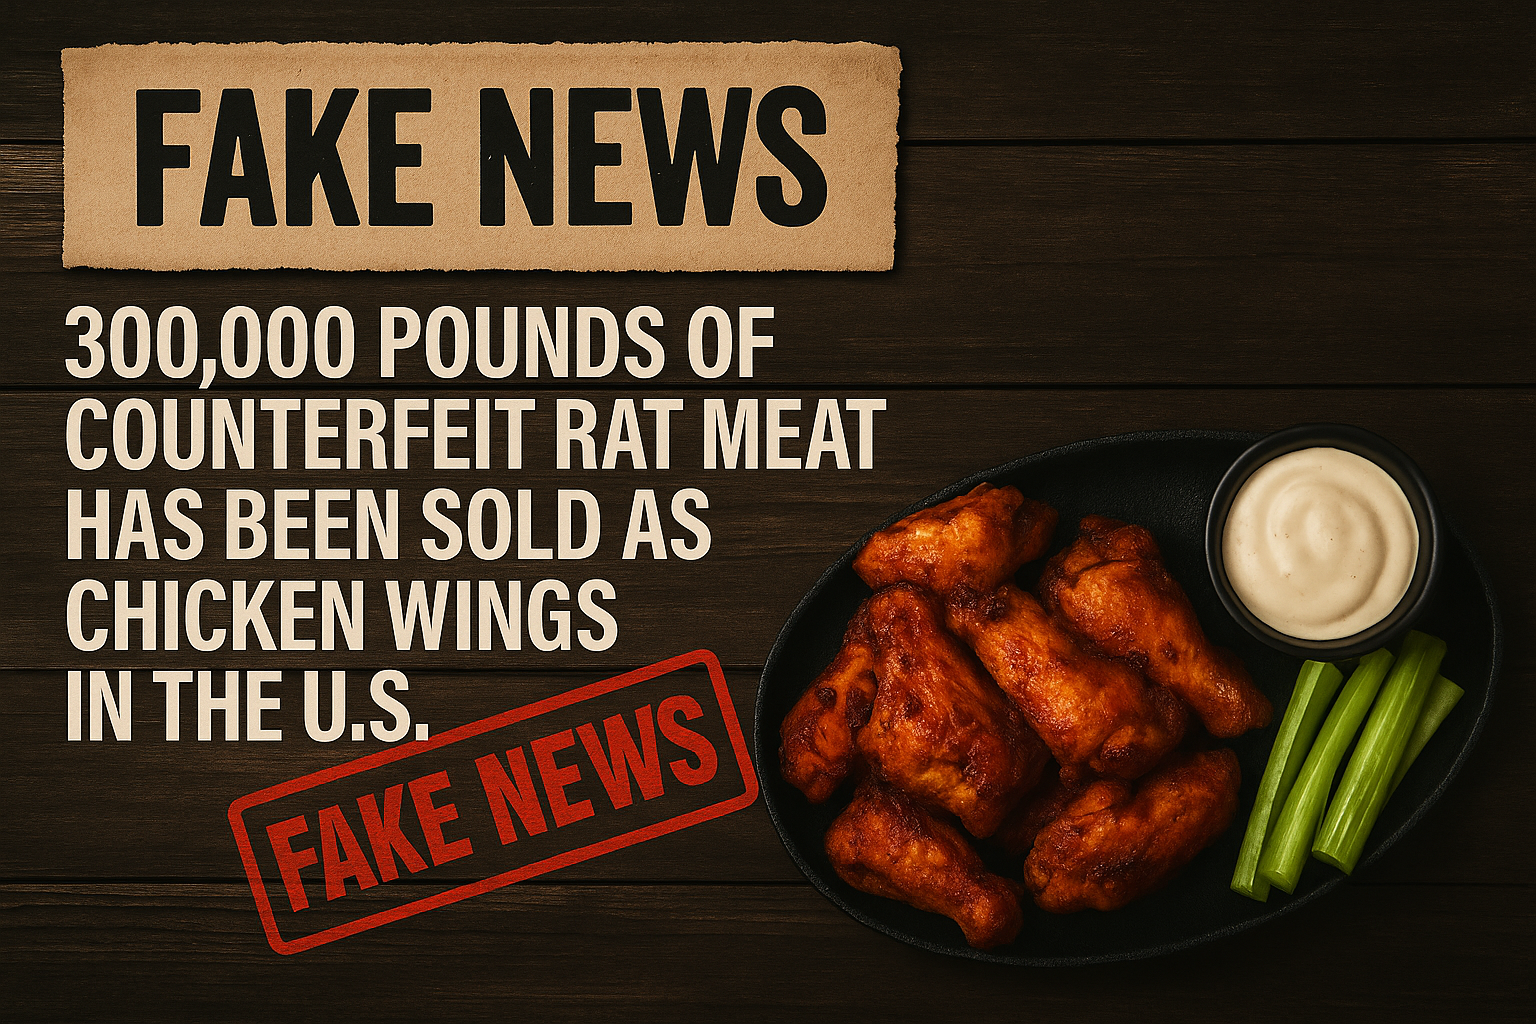 FAKE NEWS
300,000 POUNDS OF
COUNTERFEIT RAT MEAT
HAS BEEN SOLD AS
CHICKEN WINGS
IN THE U.S.
FAKE NEWS